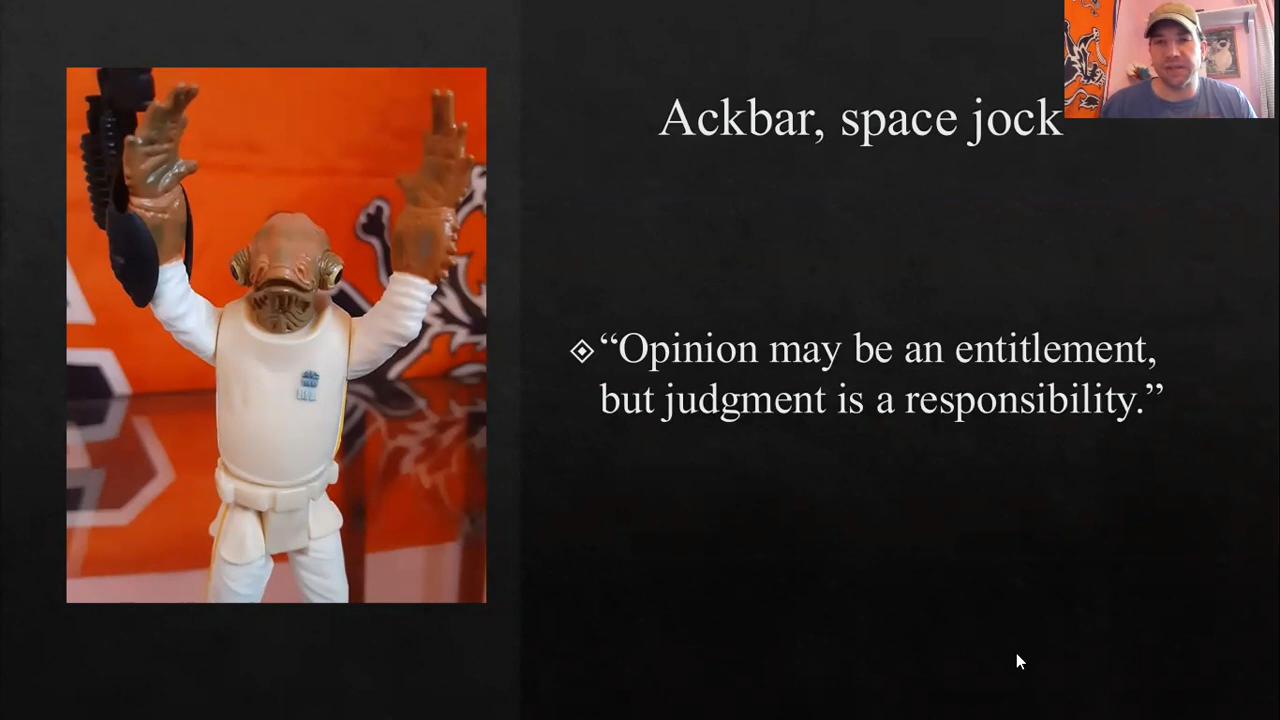 Ackbar, space jock
“Opinion may be an entitlement,
but judgment is a responsibility.”